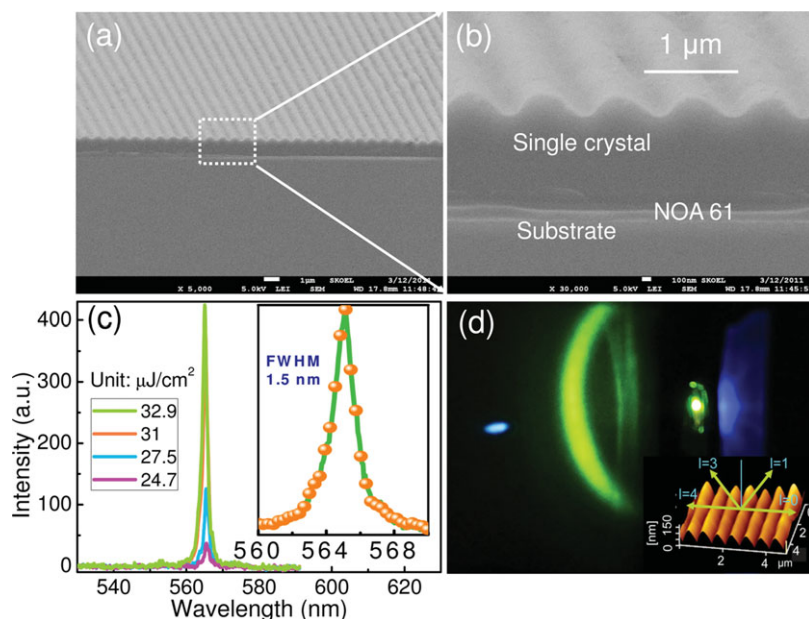 (a)
X 5,000 1μm SKOEL 3/12/2011
5.0kV LEI SEM WD 17.8mm
(b)
1 μm
Single crystal
NOA 61
Substrate
X 30,000 100nm SKOEL 3/12/2011
5.0kV LEI SEM WD 17.8mm
(c)
400
300
200
100
0
Intensity (a.u.)
Unit: μJ/cm²
32.9
31
27.5
24.7
FWHM
1.5 nm
560 564 568
540 560 580 600 620
Wavelength (nm)
(d)
l=3 l=1
l=4 l=0
[nm]
150
0
2 4 μm
2
4